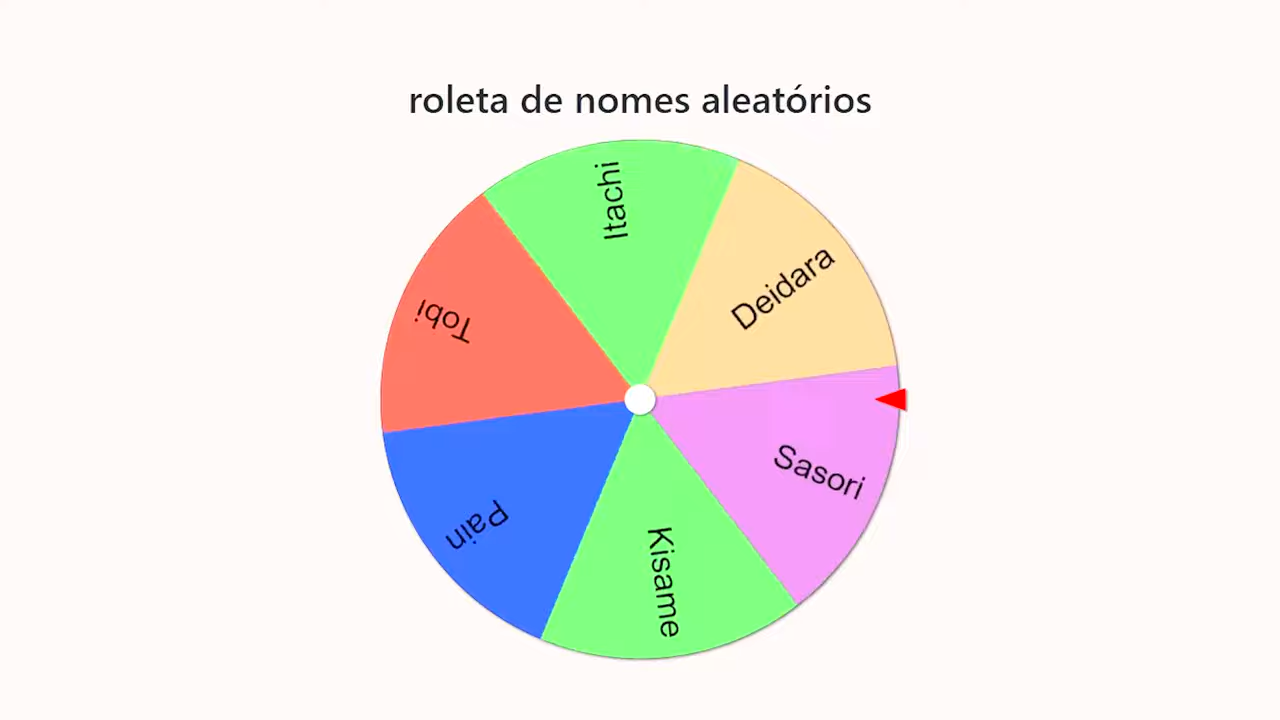 roleta de nomes aleatórios
Itachi
Deidara
Sasori
Kisame
Pain
Tobi